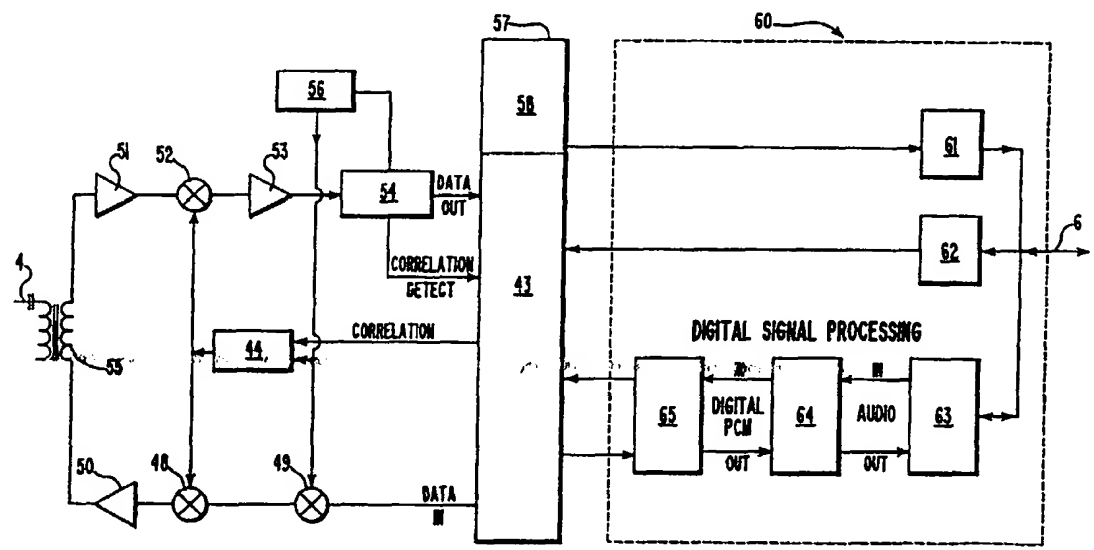 60
57
56
58
51
52
53
61
54
DATA
OUT
4
CORRELATION
DETECT
43
62
6
55
44
CORRELATION
DIGITAL SIGNAL PROCESSING
IN
IN
65
DIGITAL
PCM
64
AUDIO
63
OUT
OUT
50
48
49
DATA
IN